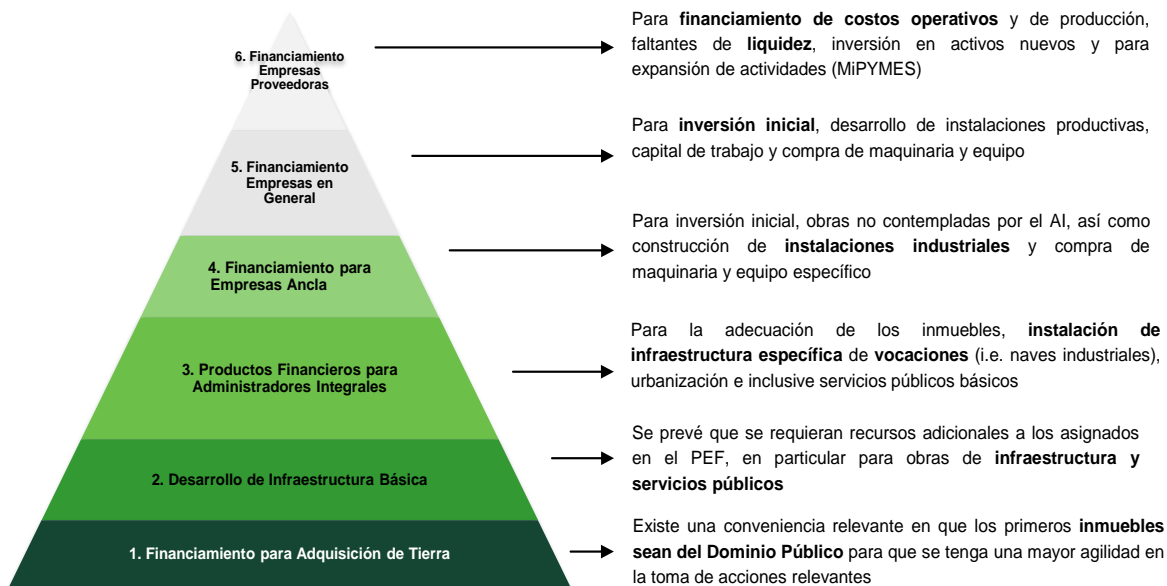 6. Financiamiento
Empresas
Proveedoras
Para financiamiento de costos operativos y de producción,
faltantes de liquidez, inversión en activos nuevos y para
expansión de actividades (MiPYMES)
5. Financiamiento
Empresas en
General
Para inversión inicial, desarrollo de instalaciones productivas,
capital de trabajo y compra de maquinaria y equipo
4. Financiamiento para
Empresas Ancla
Para inversión inicial, obras no contempladas por el AI, así como
construcción de instalaciones industriales y compra de
maquinaria y equipo específico
3. Productos Financieros para
Administradores Integrales
Para la adecuación de los inmuebles, instalación de
infraestructura específica de vocaciones (i.e. naves industriales),
urbanización e inclusive servicios públicos básicos
2. Desarrollo de Infraestructura Básica
Se prevé que se requieran recursos adicionales a los asignados
en el PEF, en particular para obras de infraestructura y
servicios públicos
1. Financiamiento para Adquisición de Tierra
Existe una conveniencia relevante en que los primeros inmuebles
sean del Dominio Público para que se tenga una mayor agilidad en
la toma de acciones relevantes